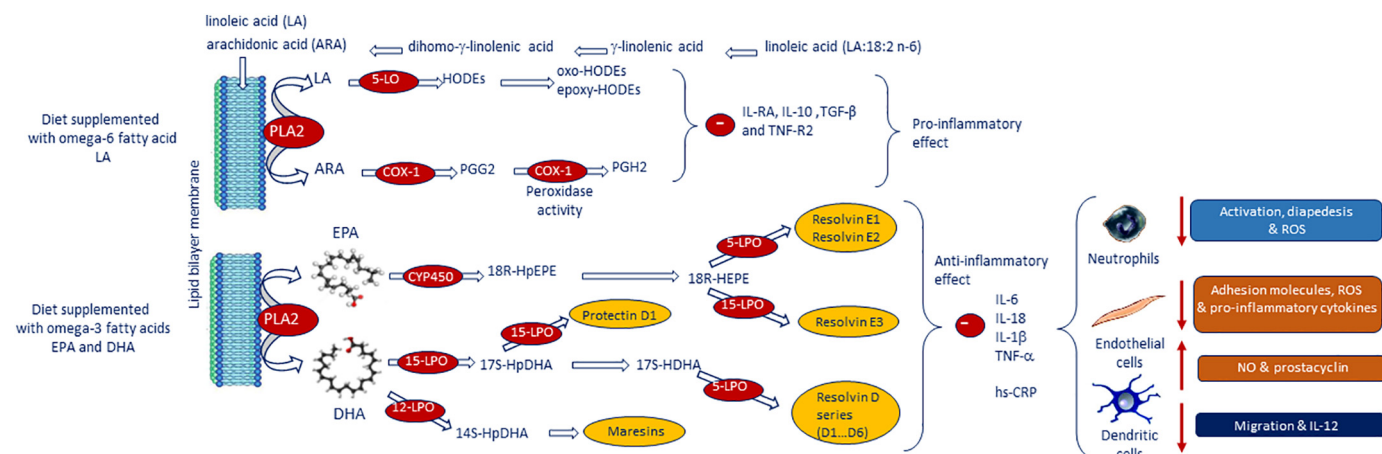 linoleic acid (LA)
arachidonic acid (ARA)
dihomo-γ-linolenic acid
γ-linolenic acid
linoleic acid (LA:18:2 n-6)
Diet supplemented
with omega-6 fatty acid
LA
Lipid bilayer membrane
PLA2
LA
5-LO
HODEs
oxo-HODEs
epoxy-HODEs
ARA
COX-1
PGG2
COX-1
PGH2
Peroxidase
activity
–
IL-RA, IL-10 ,TGF-β
and TNF-R2
Pro-inflammatory
effect
Diet supplemented
with omega-3 fatty acids
EPA and DHA
PLA2
EPA
CYP450
18R-HpEPE
18R-HEPE
5-LPO
Resolvin E1
Resolvin E2
15-LPO
Resolvin E3
DHA
15-LPO
17S-HpDHA
15-LPO
Protectin D1
17S-HDHA
5-LPO
Resolvin D
series
(D1...D6)
12-LPO
14S-HpDHA
Maresins
Anti-inflammatory
effect
–
IL-6
IL-18
IL-1β
TNF-α
hs-CRP
Neutrophils
Activation, diapedesis
& ROS
Endothelial
cells
Adhesion molecules, ROS
& pro-inflammatory cytokines
NO & prostacyclin
Dendritic
cells
Migration & IL-12